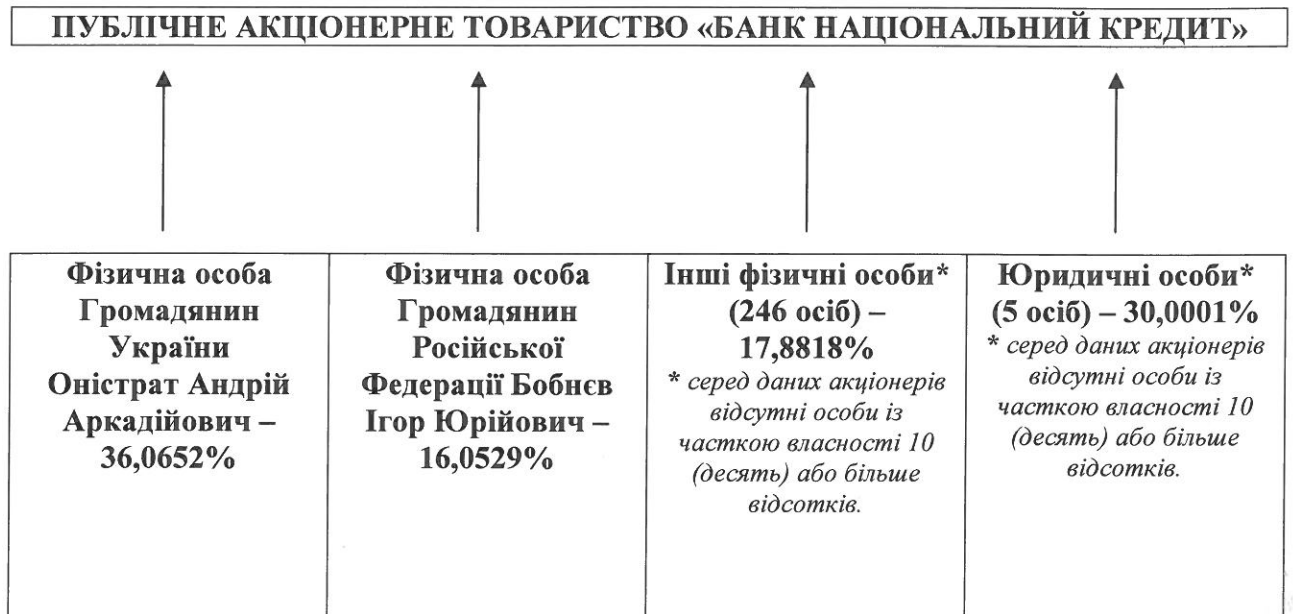 ПУБЛІЧНЕ АКЦІОНЕРНЕ ТОВАРИСТВО «БАНК НАЦІОНАЛЬНИЙ КРЕДИТ»
Фізична особа
Громадянин
України
Оністрат Андрій
Аркадійович –
36,0652%
Фізична особа
Громадянин
Російської
Федерації Бобнєв
Ігор Юрійович –
16,0529%
Інші фізичні особи*
(246 осіб) –
17,8818%
* серед даних акціонерів
відсутні особи із
часткою власності 10
(десять) або більше
відсотків.
Юридичні особи*
(5 осіб) – 30,0001%
* серед даних акціонерів
відсутні особи із
часткою власності 10
(десять) або більше
відсотків.